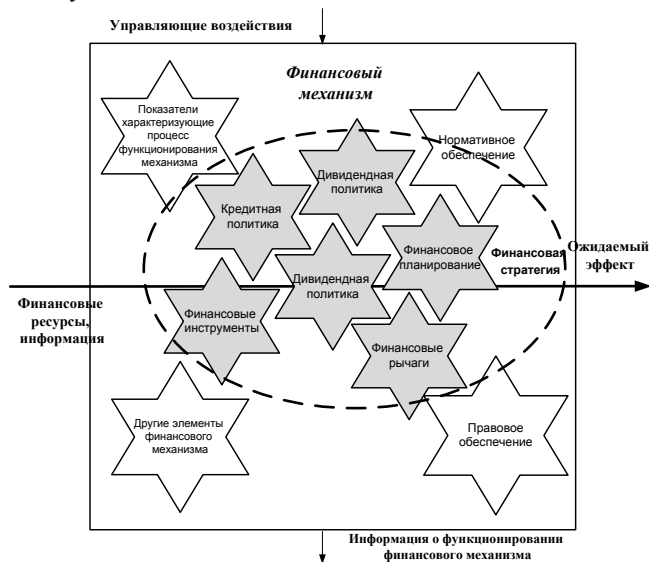 Управляющие воздействия
Финансовый
механизм
Показатели
характеризующие
процесс
функционирования
механизма
Нормативное
обеспечение
Дивидендная
политика
Кредитная
политика
Финансовое
планирование
Финансовая
стратегия
Ожидаемый
эффект
Дивидендная
политика
Финансовые
ресурсы,
информация
Финансовые
инструменты
Финансовые
рычаги
Другие элементы
финансового
механизма
Правовое
обеспечение
Информация о функционировании
финансового механизма